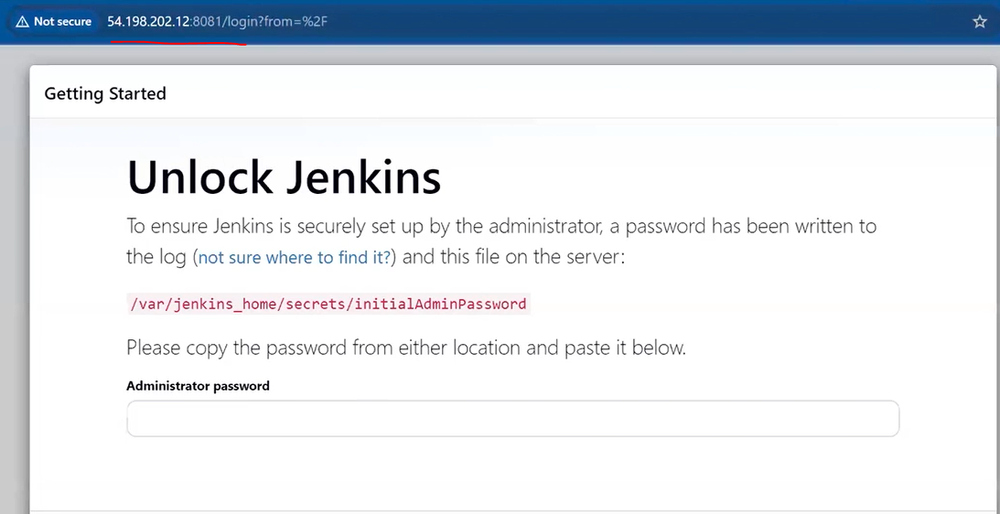 Not secure 54.198.202.12:8081/login?from=%2F
Getting Started
Unlock Jenkins
To ensure Jenkins is securely set up by the administrator, a password has been written to
the log (not sure where to find it?) and this file on the server:
/var/jenkins_home/secrets/initialAdminPassword
Please copy the password from either location and paste it below.
Administrator password